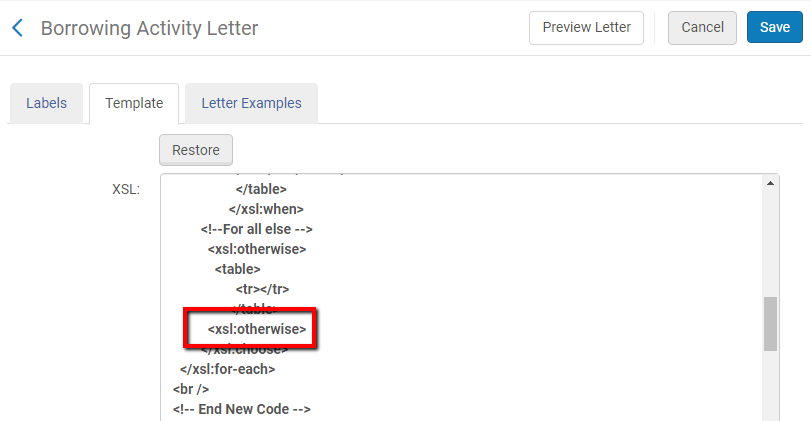 Borrowing Activity Letter
Preview Letter
Cancel
Save
Labels
Template
Letter Examples
Restore
XSL:
</table>
</xsl:when>
<!--For all else -->
<xsl:otherwise>
<table>
<tr></tr>
</table>
<xsl:otherwise>
</xsl:choose>
</xsl:for-each>
<br />
<!-- End New Code -->